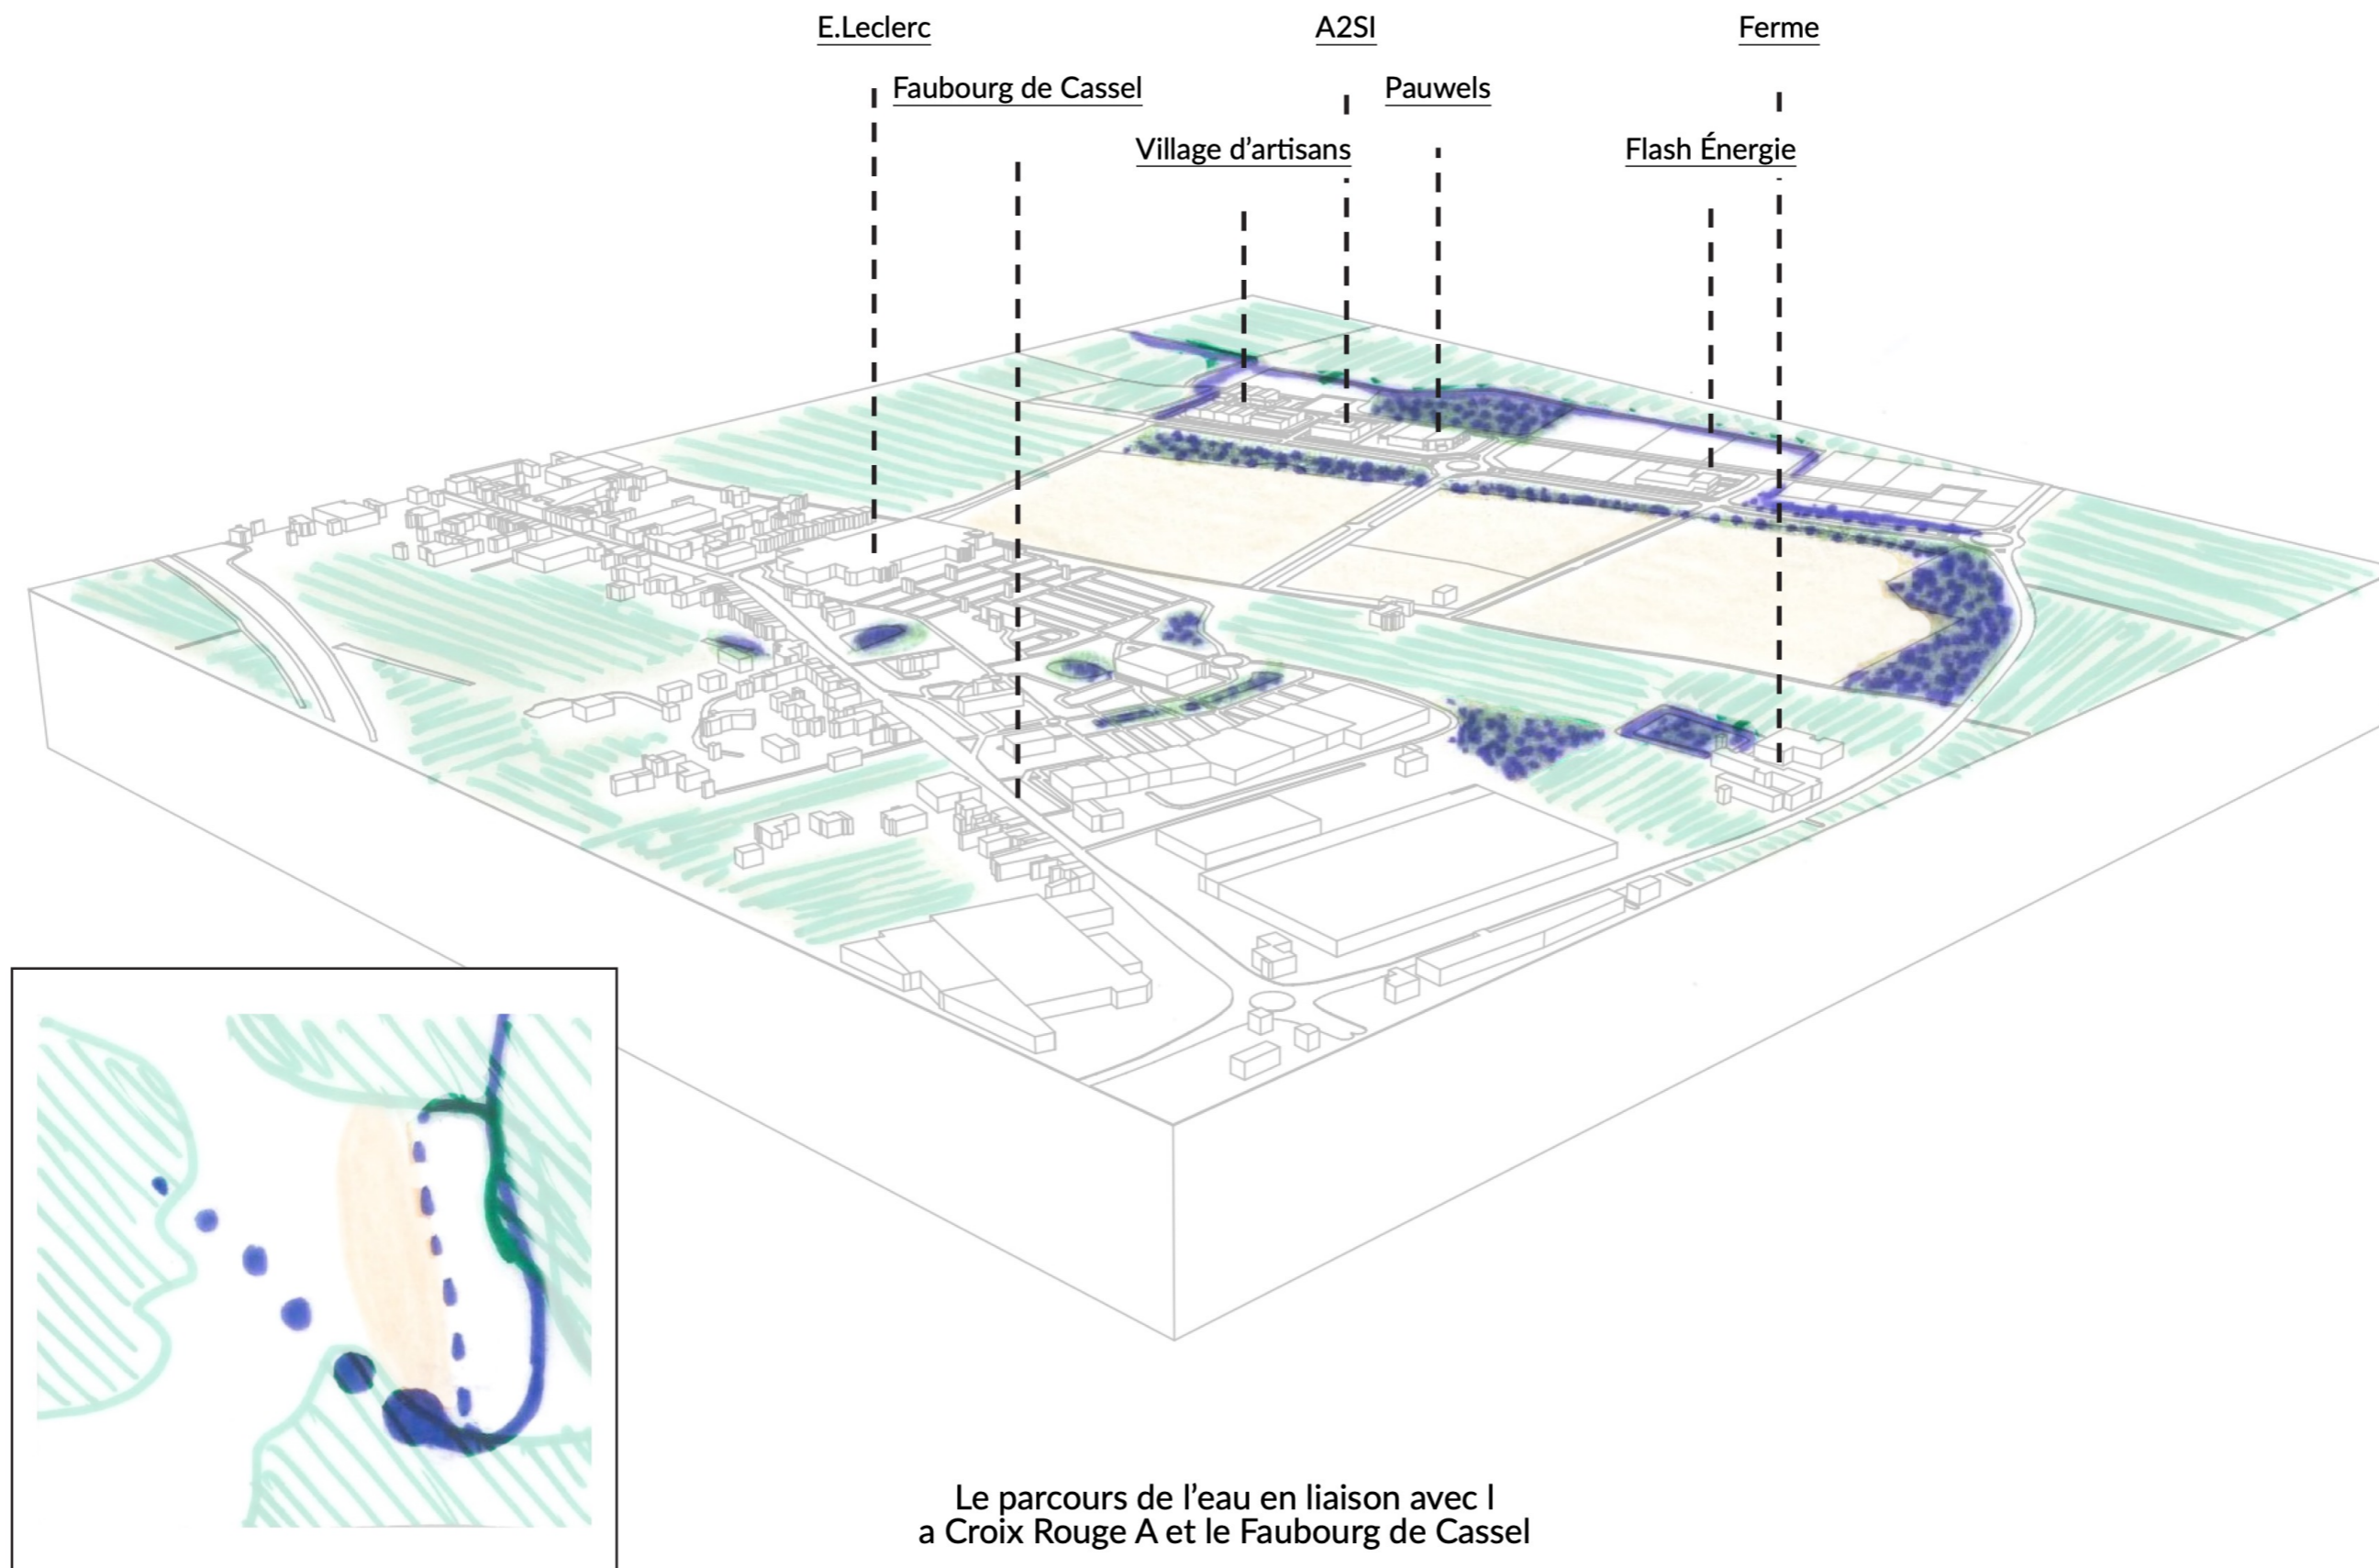 E.Leclerc
A2SI
Ferme
Faubourg de Cassel
Pauwels
Village d’artisans
Flash Énergie
Le parcours de l’eau en liaison avec l
a Croix Rouge A et le Faubourg de Cassel